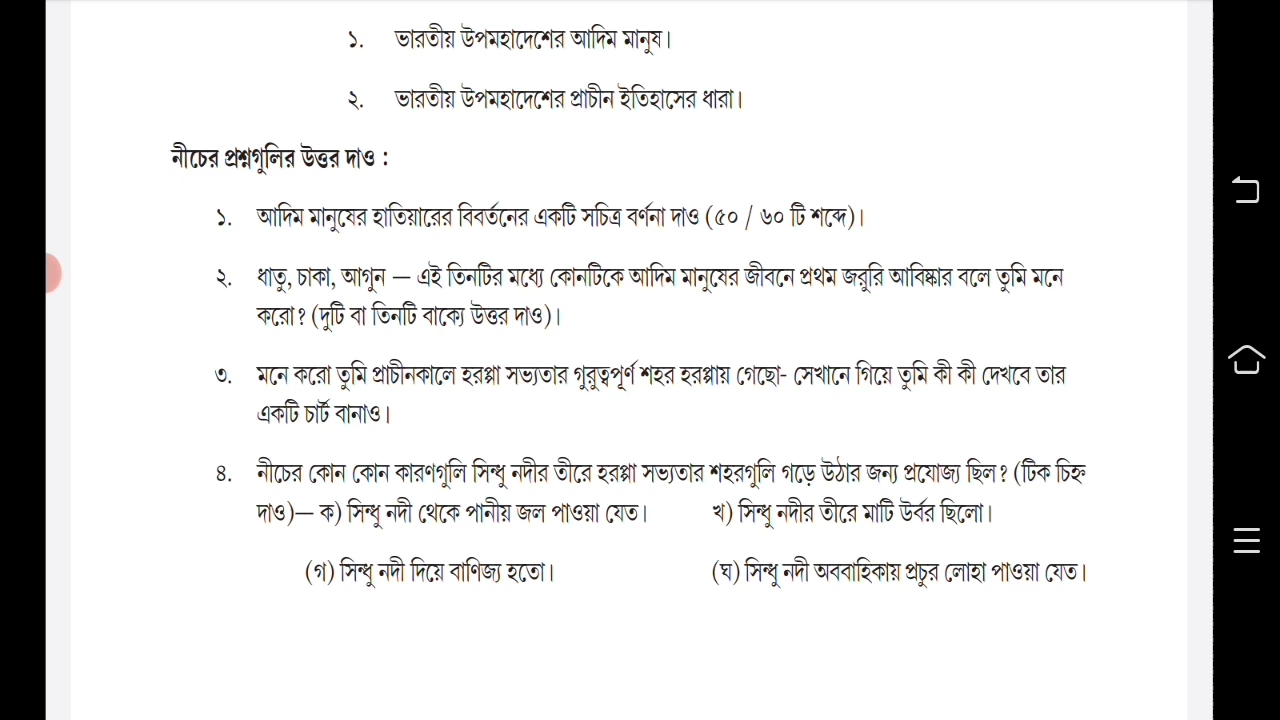 ১. ভারতীয় উপমহাদেশের আদিম মানুষ।
২. ভারতীয় উপমহাদেশের প্রাচীন ইতিহাসের ধারা।
নীচের প্রশ্নগুলির উত্তর দাও :
১. আদিম মানুষের হাতিয়ারের বিবর্তনের একটি সচিত্র বর্ণনা দাও (৫০ / ৬০ টি শব্দে)।
২. ধাতু, চাকা, আগুন — এই তিনটির মধ্যে কোনটিকে আদিম মানুষের জীবনে প্রথম জরুরি আবিষ্কার বলে তুমি মনে
করো? (দুটি বা তিনটি বাক্যে উত্তর দাও)।
৩. মনে করো তুমি প্রাচীনকালে হরপ্পা সভ্যতার গুরুত্বপূর্ণ শহর হরপ্পায় গেছো- সেখানে গিয়ে তুমি কী কী দেখবে তার
একটি চার্ট বানাও।
৪. নীচের কোন কোন কারণগুলি সিন্ধু নদীর তীরে হরপ্পা সভ্যতার শহরগুলি গড়ে উঠার জন্য প্রযোজ্য ছিল? (টিক চিহ্ন
দাও)— ক) সিন্ধু নদী থেকে পানীয় জল পাওয়া যেত। খ) সিন্ধু নদীর তীরে মাটি উর্বর ছিলো।
(গ) সিন্ধু নদী দিয়ে বাণিজ্য হতো। (ঘ) সিন্ধু নদী অববাহিকায় প্রচুর লোহা পাওয়া যেত।